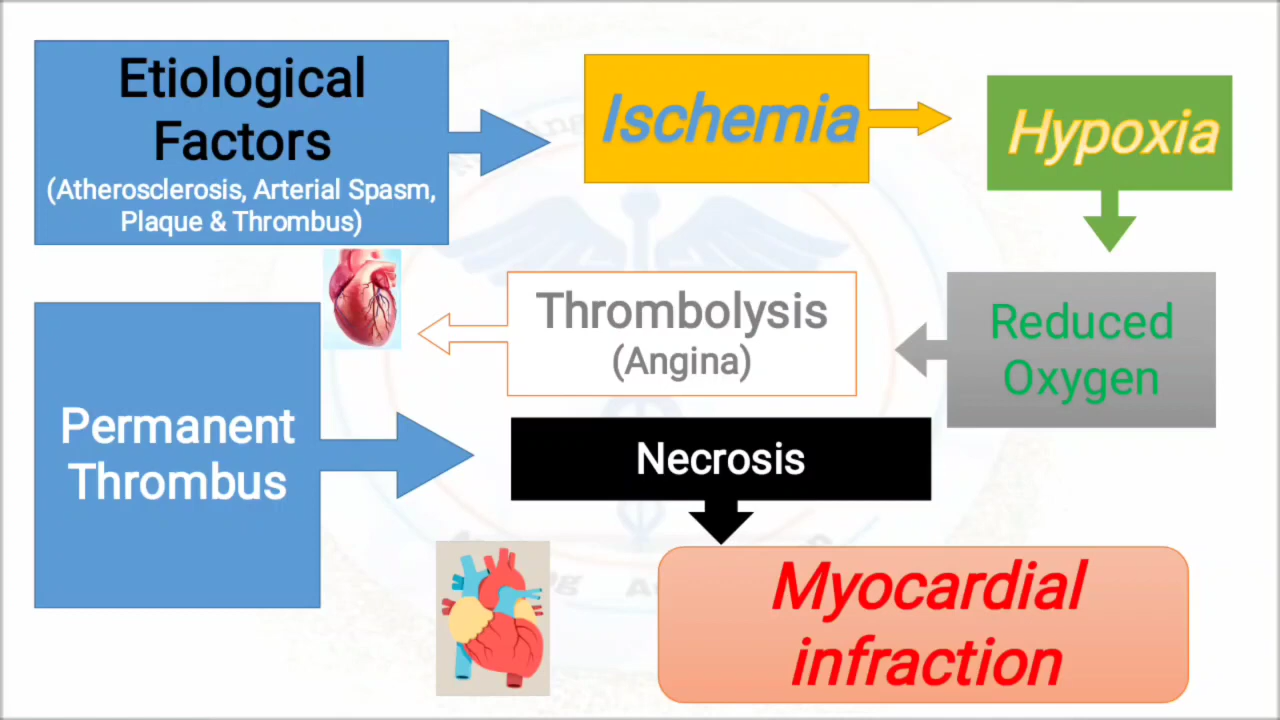 Etiological
Factors
(Atherosclerosis, Arterial Spasm,
Plaque & Thrombus)
Ischemia
Hypoxia
Reduced
Oxygen
Thrombolysis
(Angina)
Permanent
Thrombus
Necrosis
Myocardial
infraction